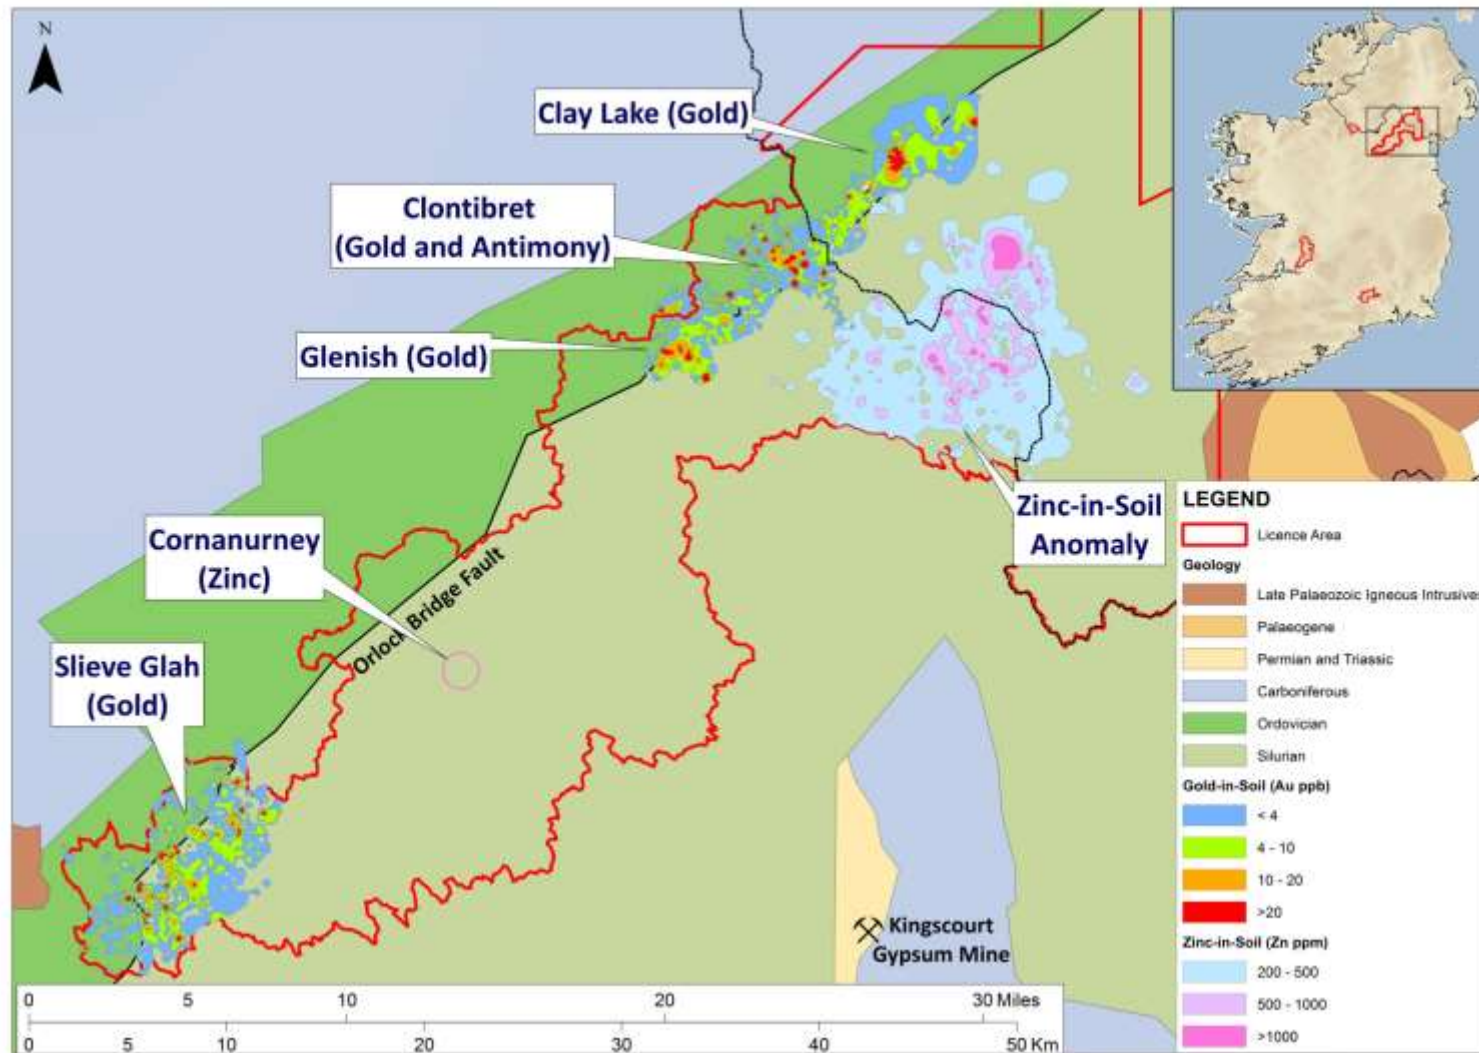 N
Clay Lake (Gold)
Clontibret
(Gold and Antimony)
Glenish (Gold)
Cornanurney
(Zinc)
Orlock Bridge Fault
Slieve Glah
(Gold)
Zinc-in-Soil
Anomaly
Kingscourt
Gypsum Mine
LEGEND
Licence Area
Geology
Late Palaeozoic Igneous Intrusives
Palaeogene
Permian and Triassic
Carboniferous
Ordovician
Silurian
Gold-in-Soil (Au ppb)
< 4
4 - 10
10 - 20
>20
Zinc-in-Soil (Zn ppm)
200 - 500
500 - 1000
>1000
0 5 10 20 30 Miles
0 5 10 20 30 40 50 Km